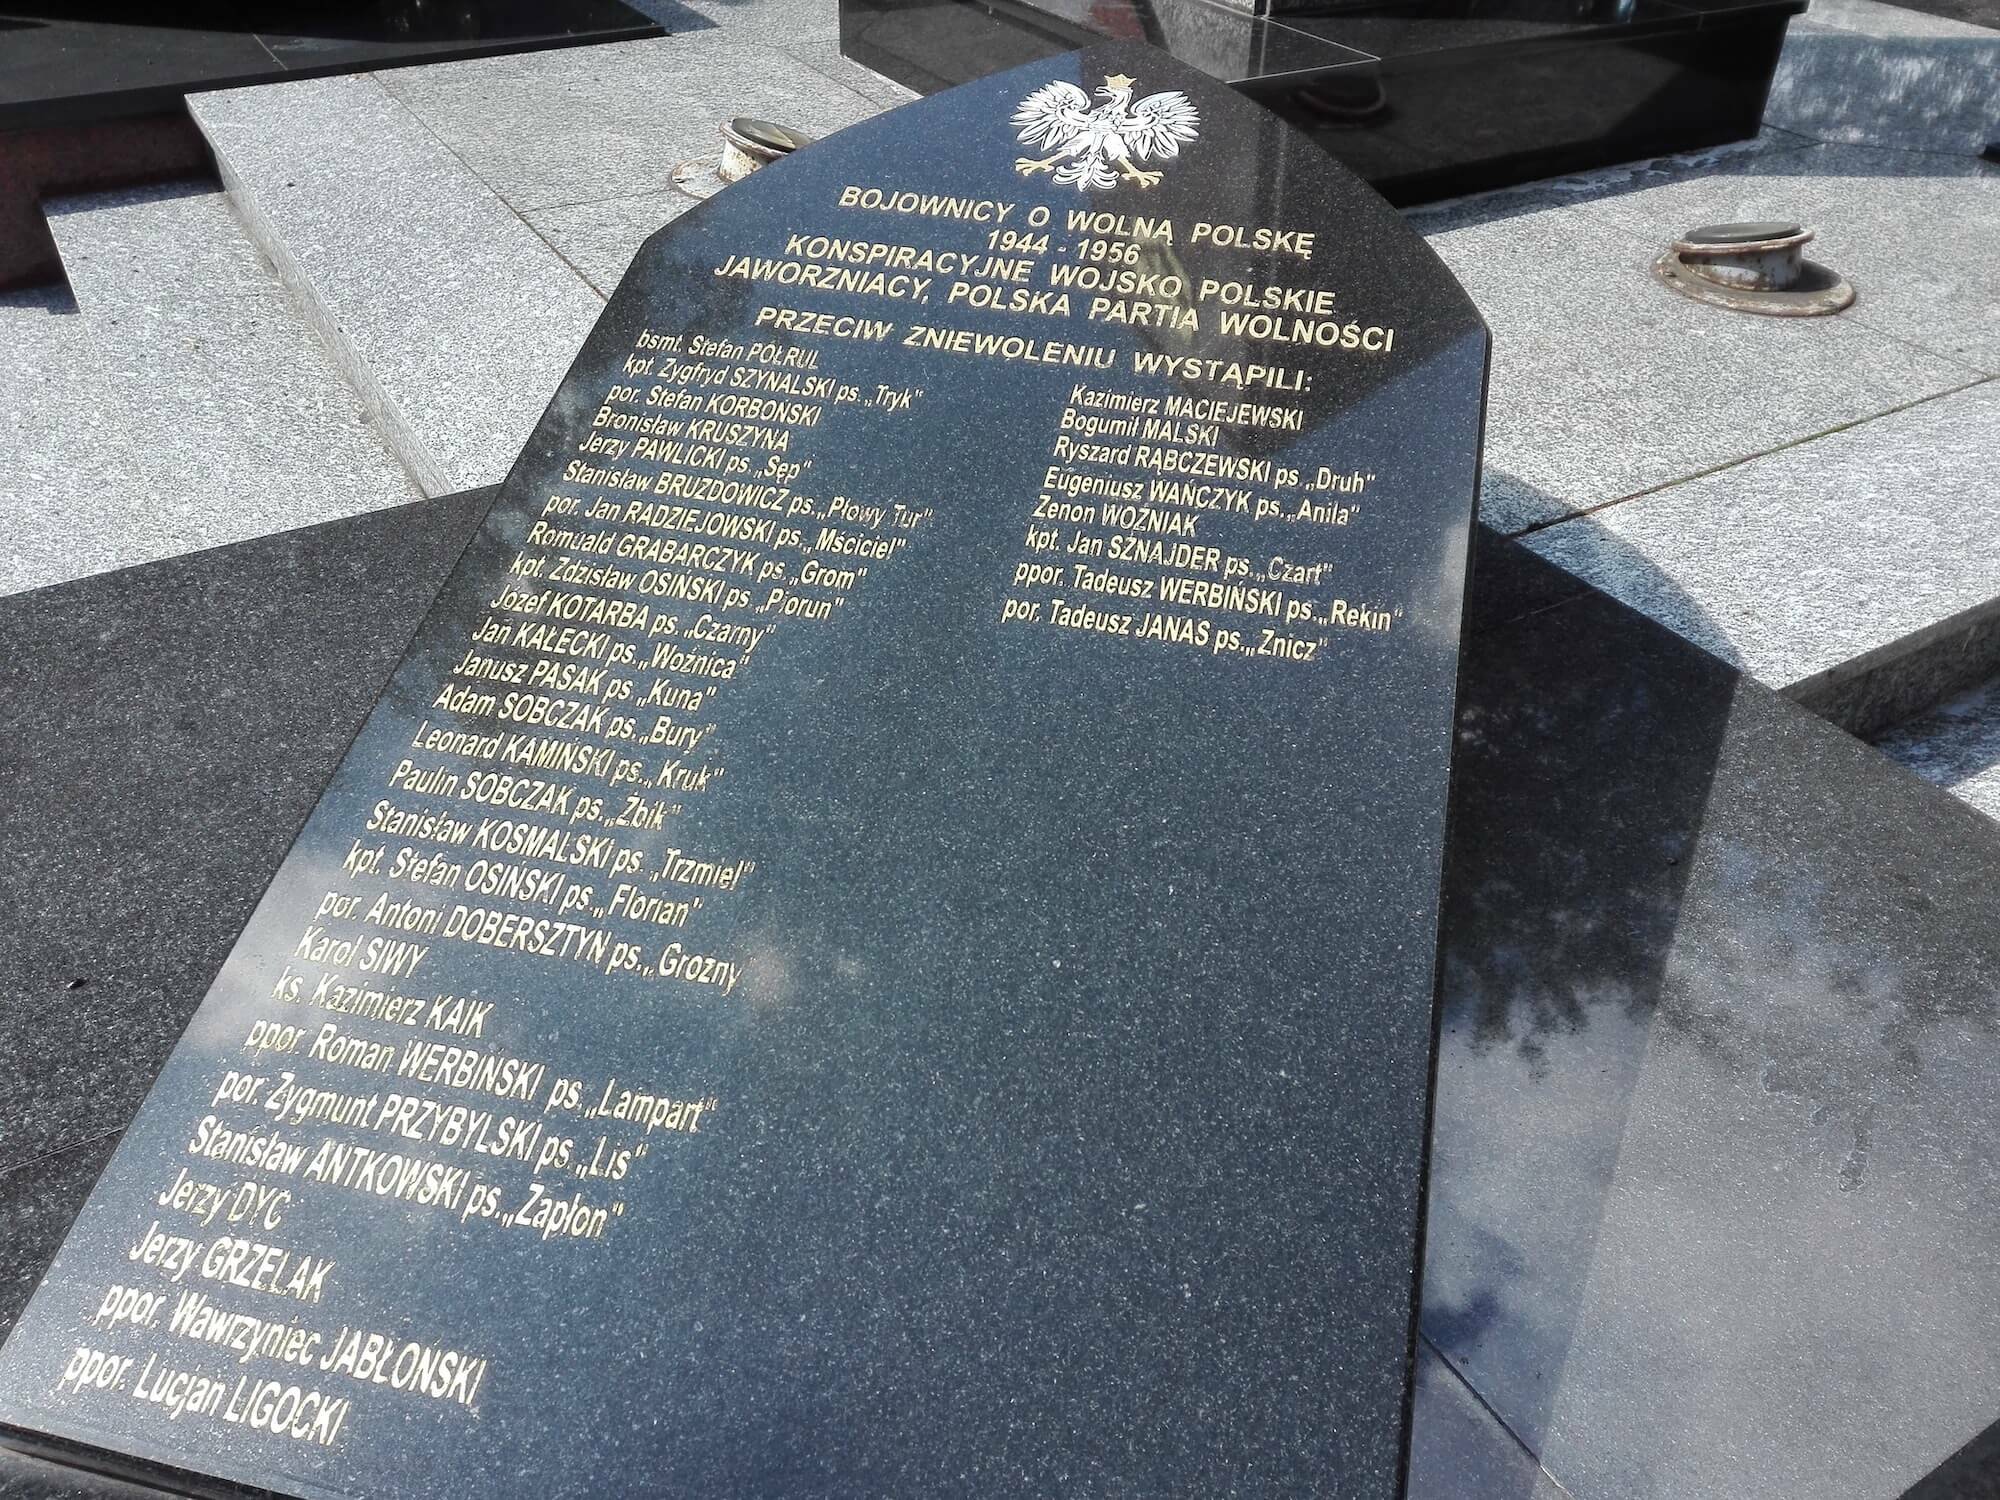 BOJOWNICY O WOLNĄ POLSKĘ
1944 - 1956
KONSPIRACYJNE WOJSKO POLSKIE
JAWORZNIACY, POLSKA PARTIA WOLNOŚCI
PRZECIW ZNIEWOLENIU WYSTĄPILI:
bsmt. Stefan POŁRUL
kpt. Zygfryd SZYNALSKI ps. „Tryk"
por. Stefan KORBOŃSKI
Bronisław KRUSZYNA
Jerzy PAWLICKI ps. „Sęp"
Stanisław BRUZDOWICZ ps. „Płowy Tur"
por. Jan RADZIEJOWSKI ps. „Mściciel"
Romuald GRABARCZYK ps. „Grom"
kpt. Zdzisław OSIŃSKI ps. „Piorun"
Józef KOTARBA ps. „Czarny"
Jan KAŁECKI ps. „Woźnica"
Janusz PASAK ps. „Kuna"
Adam SOBCZAK ps. „Bury"
Leonard KAMIŃSKI ps. „Kruk"
Paulin SOBCZAK ps. „Żbik"
Stanisław KOSMALSKI ps. „Trzmiel"
kpt. Stefan OSIŃSKI ps. „Florian"
por. Antoni DOBERSZTYN ps. „Groźny
Karol SIWY
ks. Kazimierz KAIK
ppor. Roman WERBIŃSKI ps. „Lampart"
por. Zygmunt PRZYBYLSKI ps. „Lis"
Stanisław ANTKOWSKI ps. „Zapłon"
Jerzy DYC
Jerzy GRZELAK
ppor. Wawrzyniec JABŁOŃSKI
ppor. Lucjan LIGOCKI
Kazimierz MACIEJEWSKI
Bogumił MALSKI
Ryszard RĄBCZEWSKI ps. „Druh"
Eugeniusz WAŃCZYK ps. „Anila"
Zenon WOŹNIAK
kpt. Jan SZNAJDER ps. „Czart"
ppor. Tadeusz WERBIŃSKI ps. „Rekin"
por. Tadeusz JANAS ps. „Znicz"